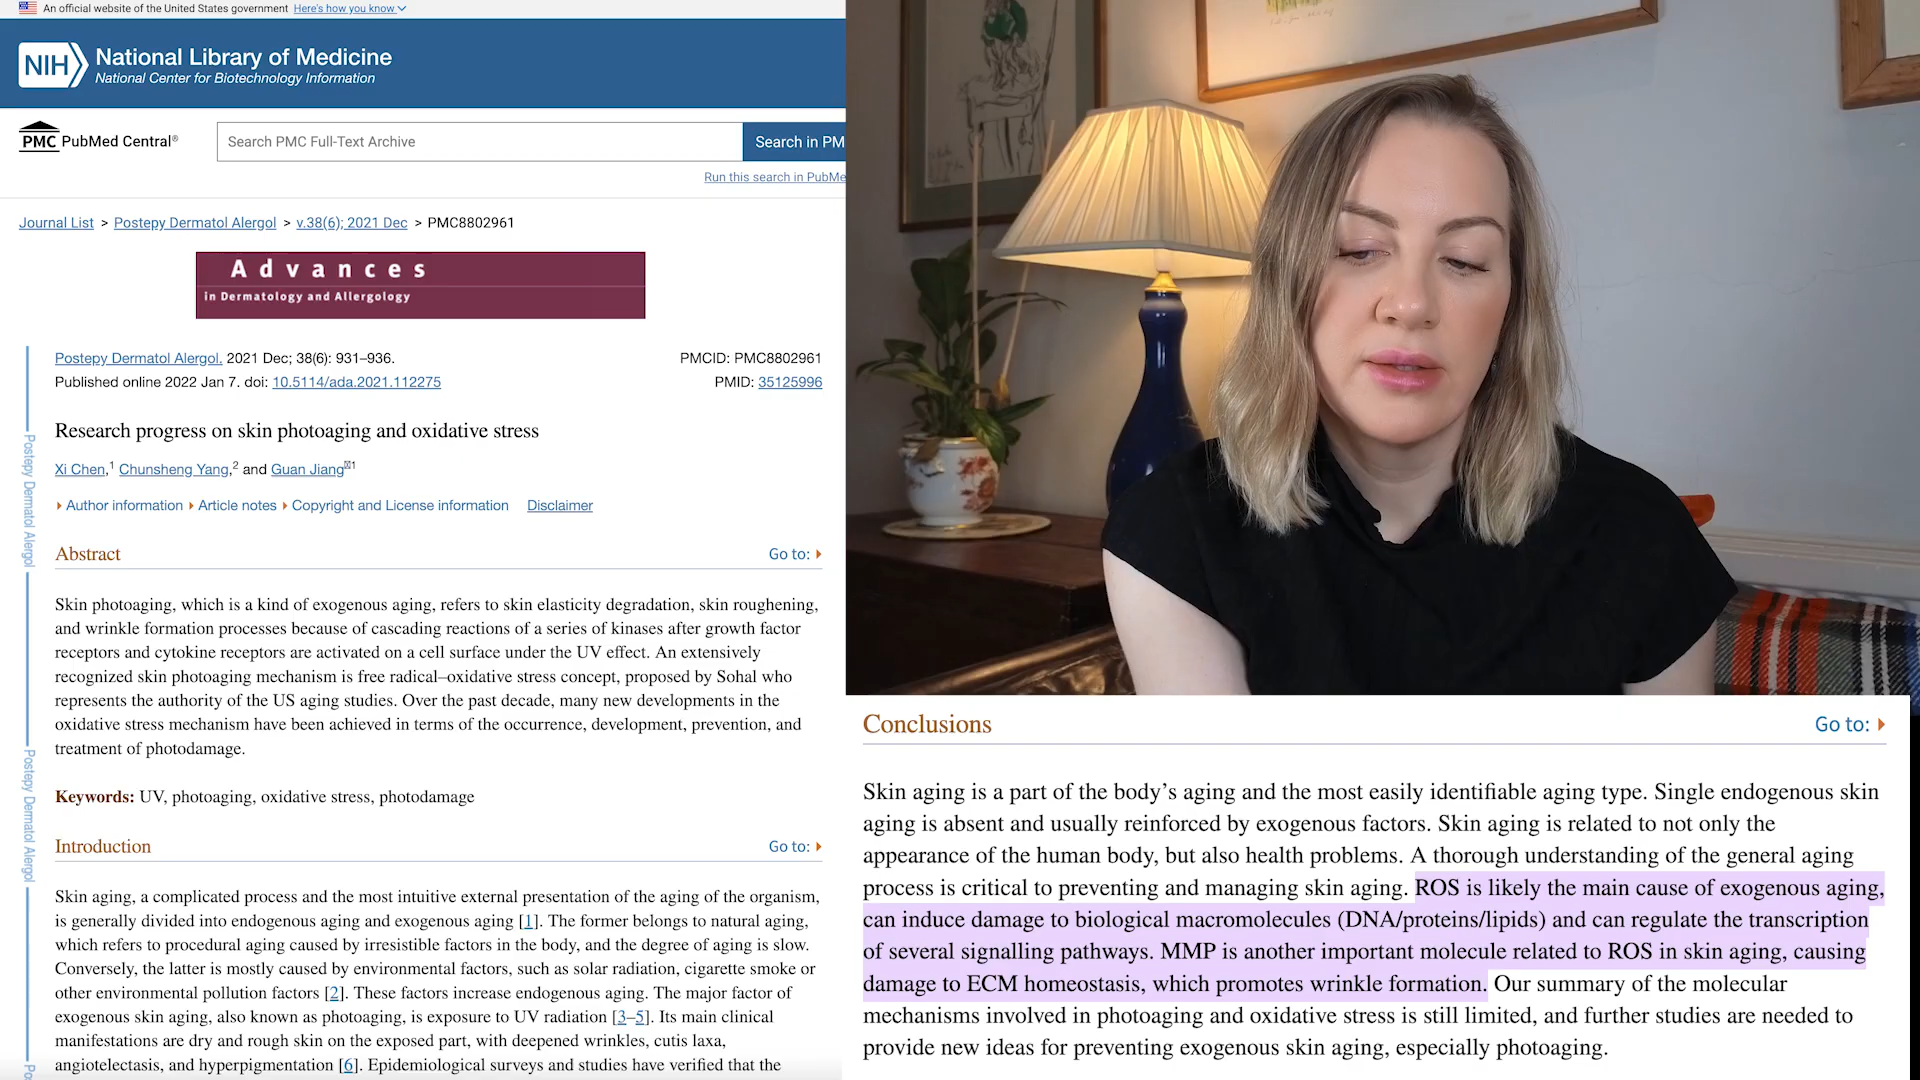 An official website of the United States government Here's how you know
NIH National Library of Medicine
National Center for Biotechnology Information
PMC PubMed Central®
Search PMC Full-Text Archive
Search in PM
Run this search in PubMe
Journal List > Postepy Dermatol Alergol > v.38(6); 2021 Dec > PMC8802961
Advances
in Dermatology and Allergology
Postepy Dermatol Alergol. 2021 Dec; 38(6): 931–936.
PMCID: PMC8802961
Published online 2022 Jan 7. doi: 10.5114/ada.2021.112275
PMID: 35125996
Research progress on skin photoaging and oxidative stress
Xi Chen,1 Chunsheng Yang,2 and Guan Jiang✉1
Author information Article notes Copyright and License information Disclaimer
Abstract
Go to:
Skin photoaging, which is a kind of exogenous aging, refers to skin elasticity degradation, skin roughening,
and wrinkle formation processes because of cascading reactions of a series of kinases after growth factor
receptors and cytokine receptors are activated on a cell surface under the UV effect. An extensively
recognized skin photoaging mechanism is free radical–oxidative stress concept, proposed by Sohal who
represents the authority of the US aging studies. Over the past decade, many new developments in the
oxidative stress mechanism have been achieved in terms of the occurrence, development, prevention, and
treatment of photodamage.
Keywords: UV, photoaging, oxidative stress, photodamage
Introduction
Go to:
Skin aging, a complicated process and the most intuitive external presentation of the aging of the organism,
is generally divided into endogenous aging and exogenous aging [1]. The former belongs to natural aging,
which refers to procedural aging caused by irresistible factors in the body, and the degree of aging is slow.
Conversely, the latter is mostly caused by environmental factors, such as solar radiation, cigarette smoke or
other environmental pollution factors [2]. These factors increase endogenous aging. The major factor of
exogenous skin aging, also known as photoaging, is exposure to UV radiation [3–5]. Its main clinical
manifestations are dry and rough skin on the exposed part, with deepened wrinkles, cutis laxa,
angiotelectasis, and hyperpigmentation [6]. Epidemiological surveys and studies have verified that the
Postepy Dermatol Alergol
Postepy Dermatol Alergol
Po
Conclusions
Go to:
Skin aging is a part of the body's aging and the most easily identifiable aging type. Single endogenous skin
aging is absent and usually reinforced by exogenous factors. Skin aging is related to not only the
appearance of the human body, but also health problems. A thorough understanding of the general aging
process is critical to preventing and managing skin aging. ROS is likely the main cause of exogenous aging,
can induce damage to biological macromolecules (DNA/proteins/lipids) and can regulate the transcription
of several signalling pathways. MMP is another important molecule related to ROS in skin aging, causing
damage to ECM homeostasis, which promotes wrinkle formation. Our summary of the molecular
mechanisms involved in photoaging and oxidative stress is still limited, and further studies are needed to
provide new ideas for preventing exogenous skin aging, especially photoaging.